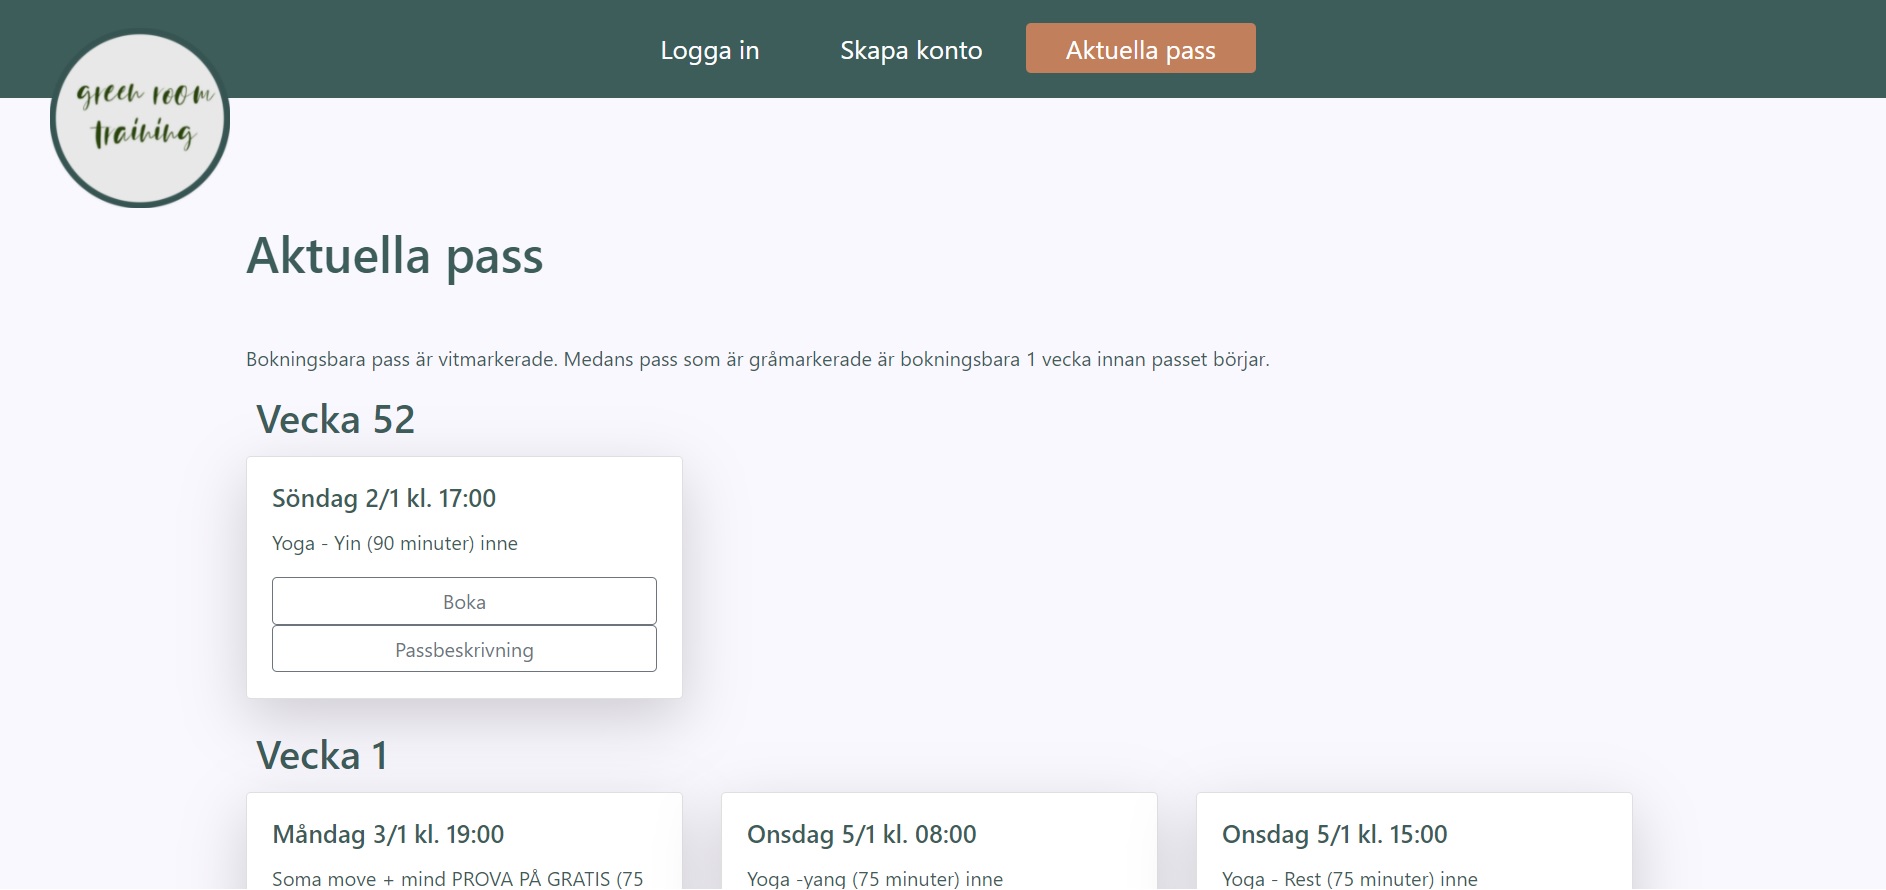 Logga in
Skapa konto
Aktuella pass
green room
training
Aktuella pass
Bokningsbara pass är vitmarkerade. Medans pass som är gråmarkerade är bokningsbara 1 vecka innan passet börjar.
Vecka 52
Söndag 2/1 kl. 17:00
Yoga - Yin (90 minuter) inne
Boka
Passbeskrivning
Vecka 1
Måndag 3/1 kl. 19:00
Soma move + mind PROVA PÅ GRATIS (75
Onsdag 5/1 kl. 08:00
Yoga -yang (75 minuter) inne
Onsdag 5/1 kl. 15:00
Yoga - Rest (75 minuter) inne